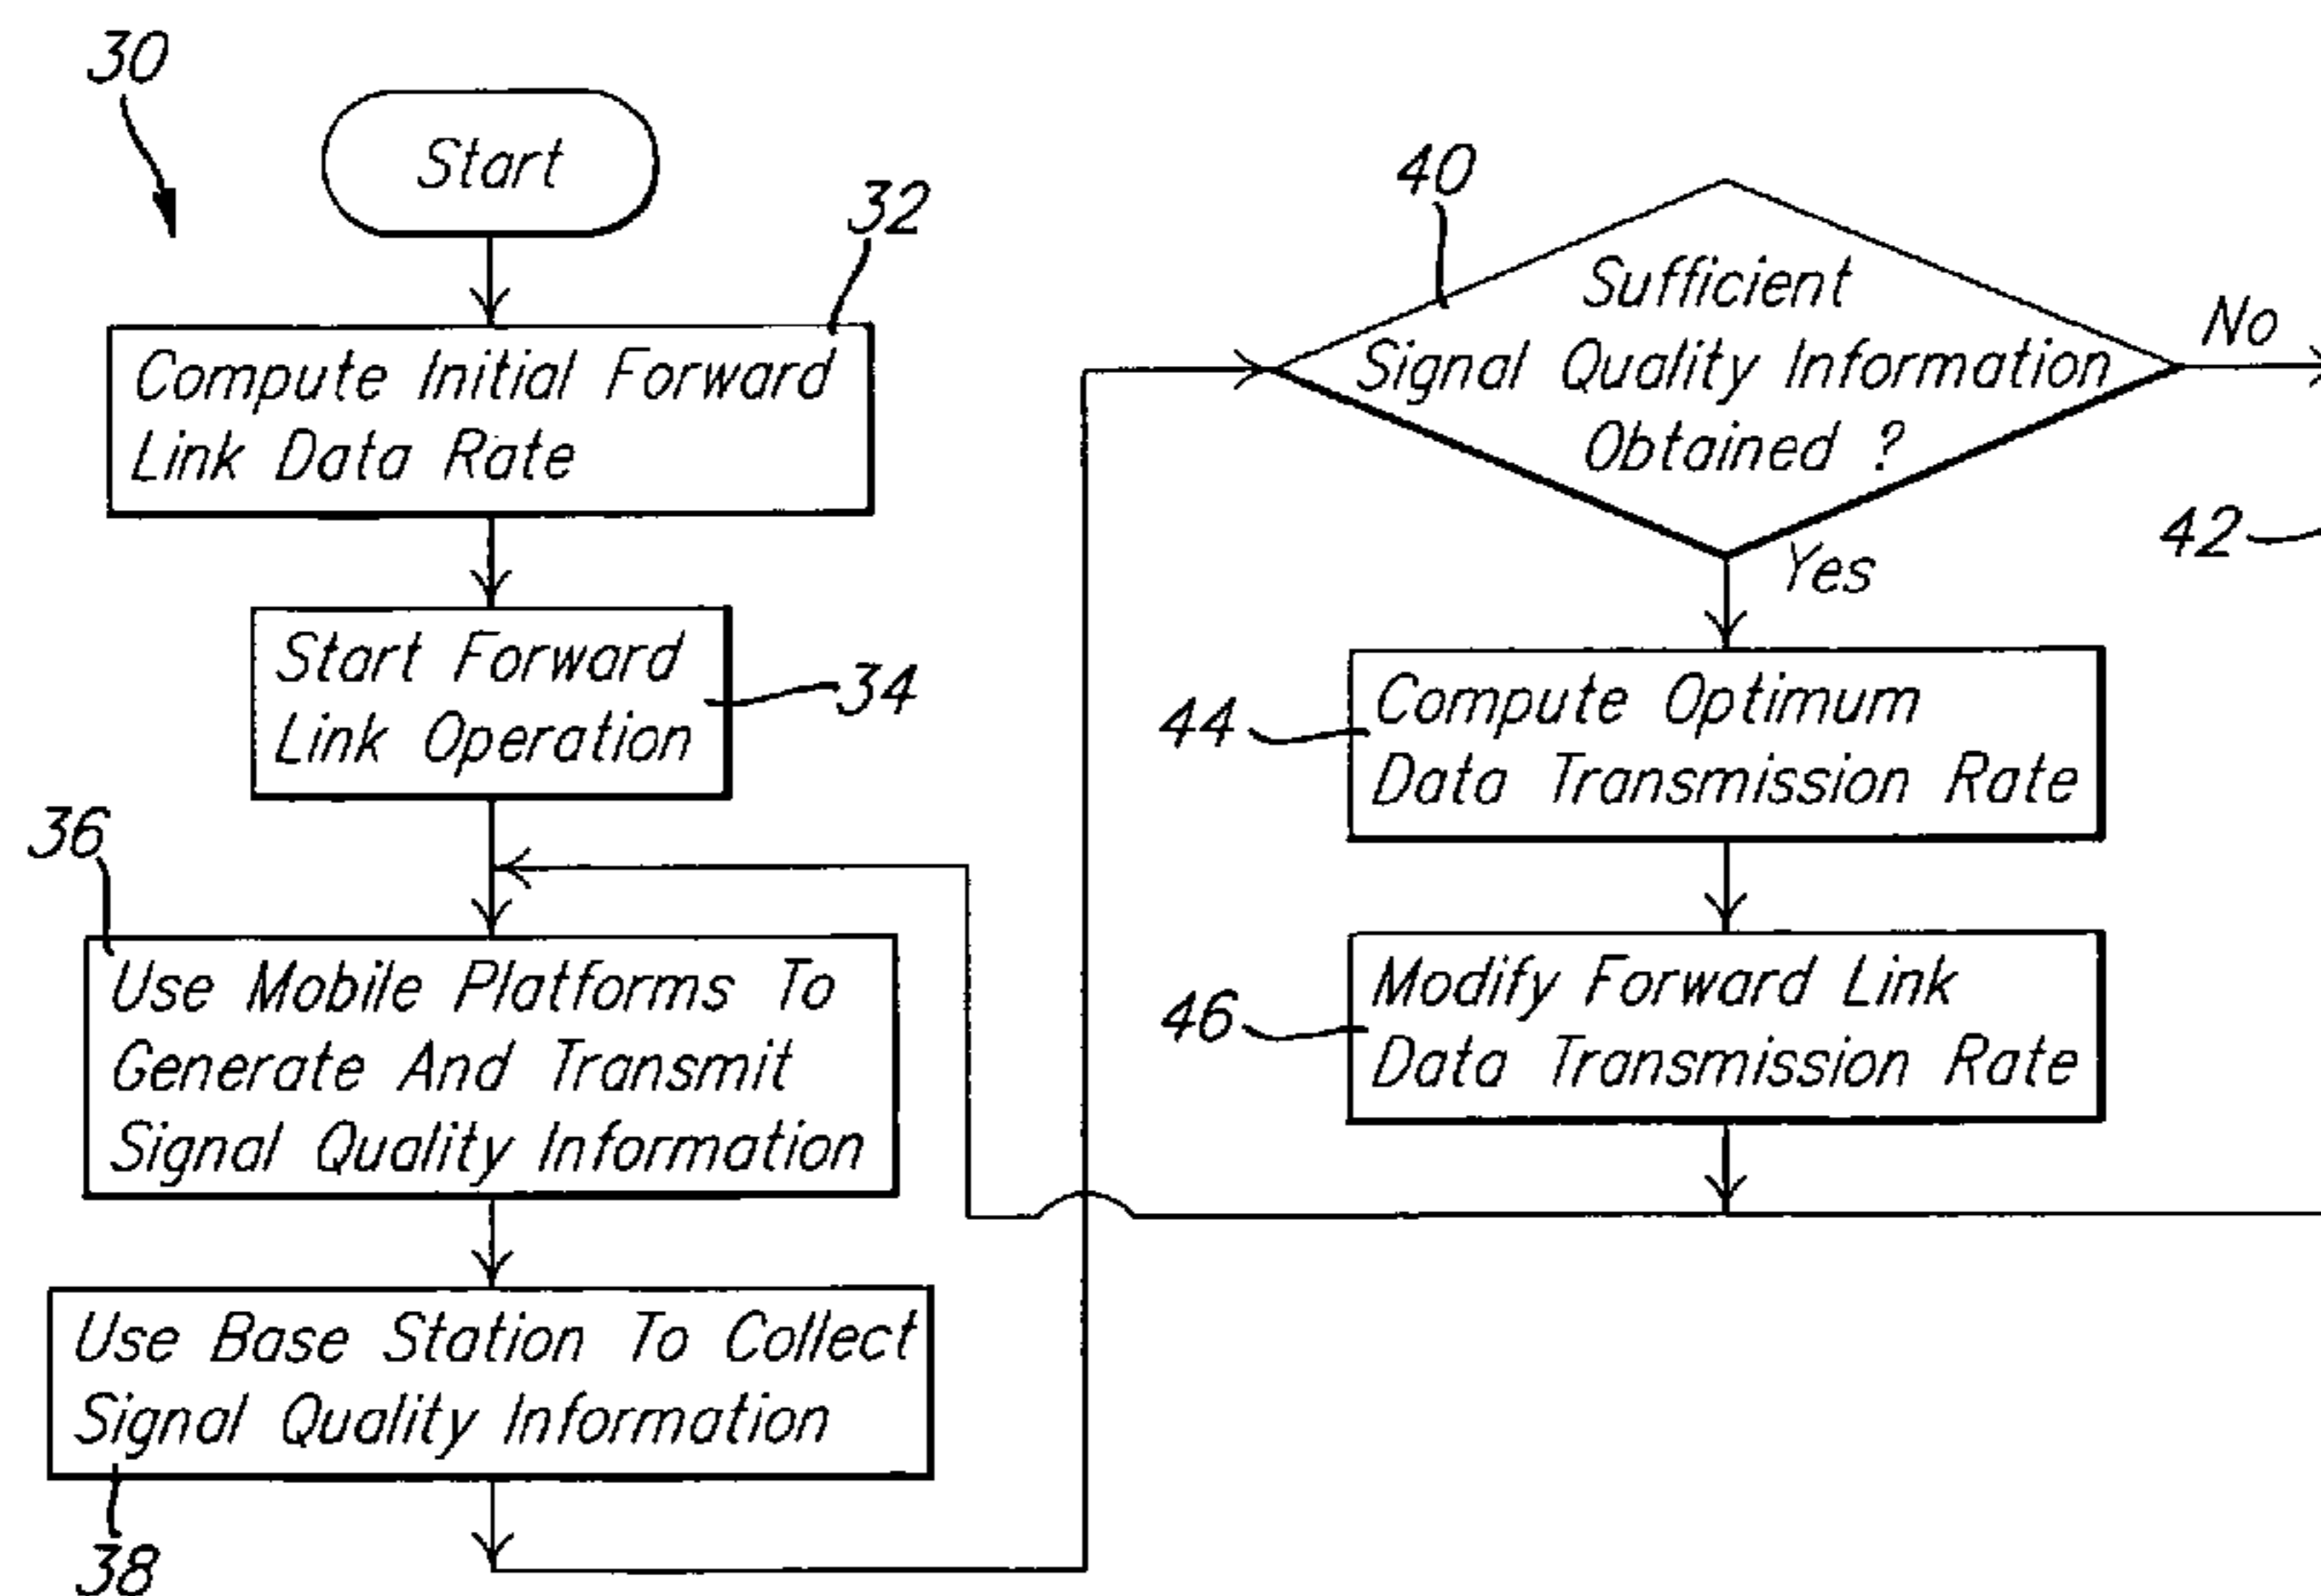 30
Start
32
Compute Initial Forward
Link Data Rate
Start Forward
Link Operation
34
36
Use Mobile Platforms To
Generate And Transmit
Signal Quality Information
Use Base Station To Collect
Signal Quality Information
38
40
Sufficient
Signal Quality Information
Obtained ?
No
42
Yes
44
Compute Optimum
Data Transmission Rate
46
Modify Forward Link
Data Transmission Rate